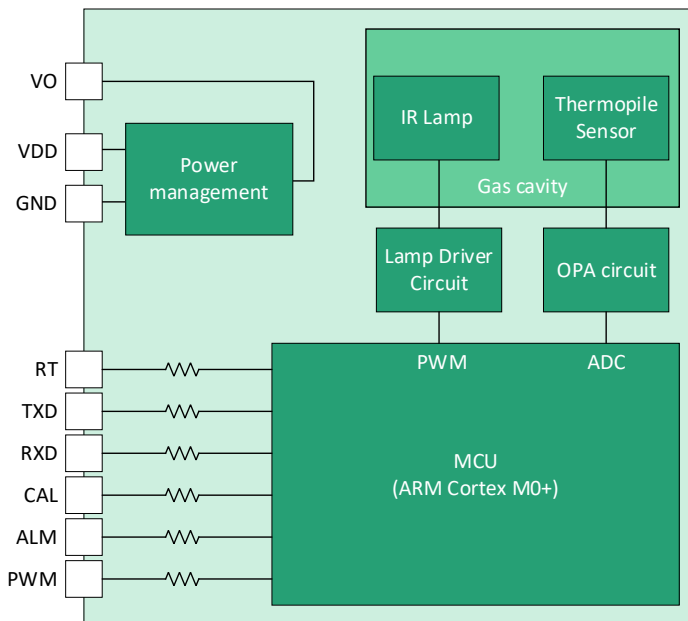 VO
VDD
GND
Power
management
IR Lamp
Thermopile
Sensor
Gas cavity
Lamp Driver
Circuit
OPA circuit
RT
TXD
RXD
CAL
ALM
PWM
PWM
ADC
MCU
(ARM Cortex M0+)